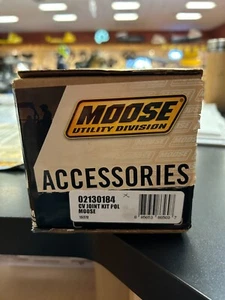 MOOSE
UTILITY DIVISION
ACCESSORIES
02130184
CV JOINT KIT POL
MOOSE